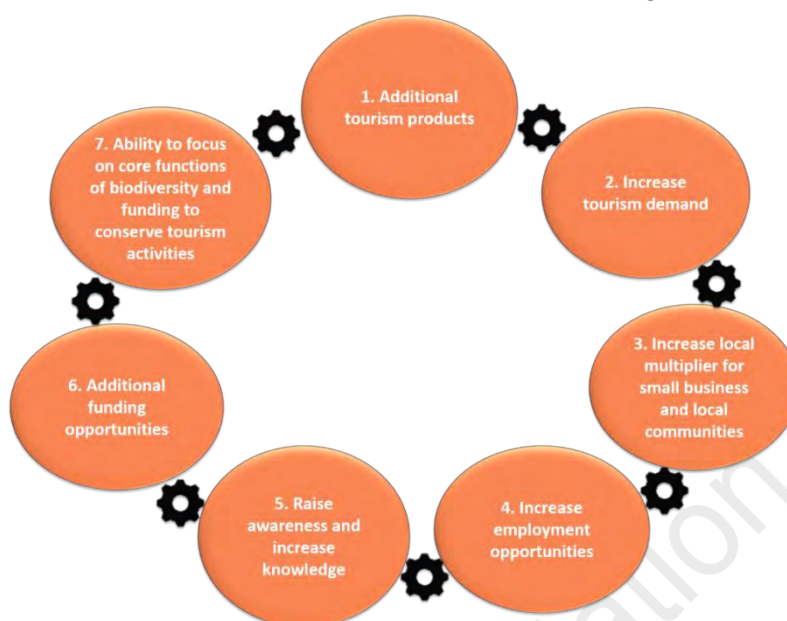 1. Additional
tourism products
2. Increase
tourism demand
3. Increase local
multiplier for
small business
and local
communities
4. Increase
employment
opportunities
5. Raise
awareness and
increase
knowledge
6. Additional
funding
opportunities
7. Ability to focus
on core functions
of biodiversity and
funding to
conserve tourism
activities